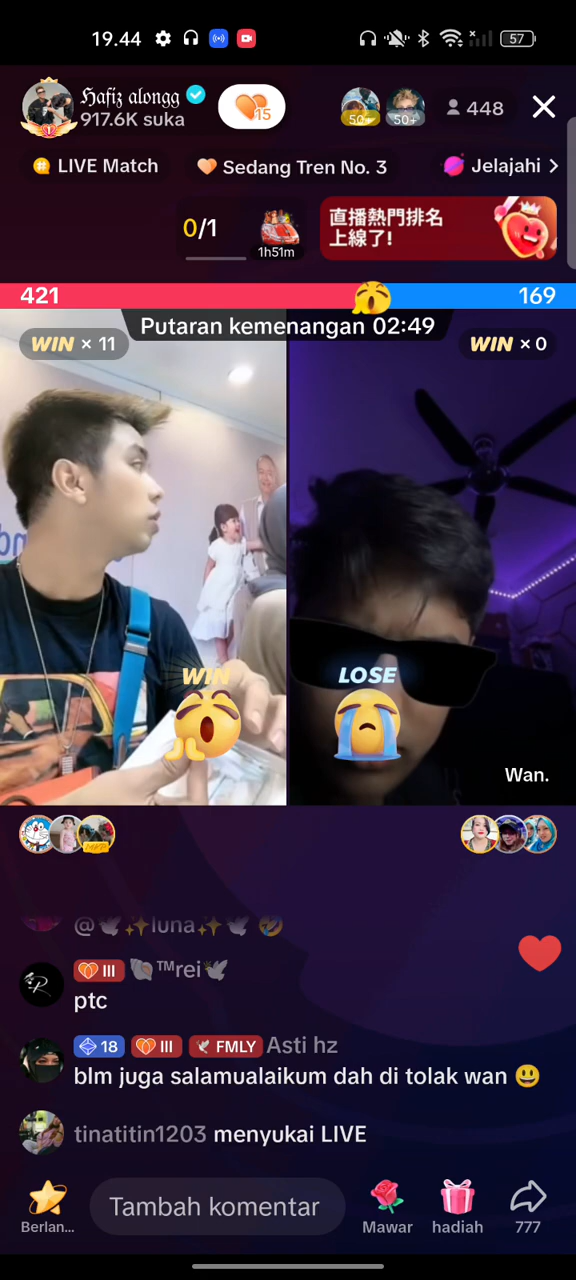 19.44
57
Hafiz alongg
917.6K suka
15
50+
50+
448
LIVE Match
Sedang Tren No. 3
Jelajahi
0/1
1h51m
直播熱門排名
上線了!
421
169
Putaran kemenangan 02:49
WIN × 11
WIN × 0
WIN
LOSE
Wan.
@🕊️✨luna✨🕊️ 🤣
III 🐚™rei🕊️
ptc
18 III FMLY Asti hz
blm juga salamualaikum dah di tolak wan 😃
tinatitin1203 menyukai LIVE
Berlan...
Tambah komentar
Mawar
hadiah
777